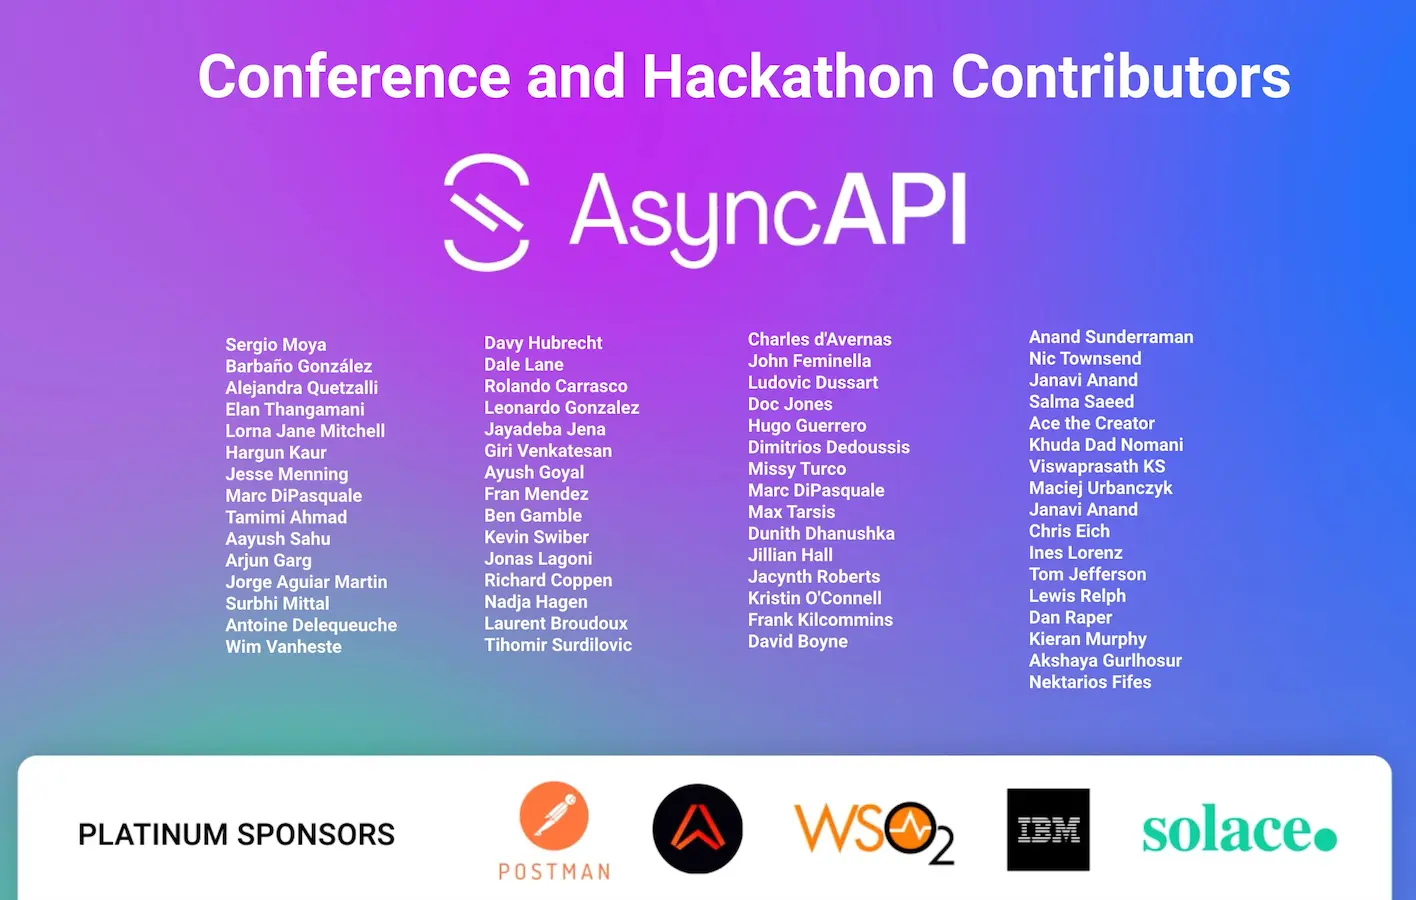 Conference and Hackathon Contributors
AsyncAPI
Sergio Moya
Barbaño González
Alejandra Quetzalli
Elan Thangamani
Lorna Jane Mitchell
Hargun Kaur
Jesse Menning
Marc DiPasquale
Tamimi Ahmad
Aayush Sahu
Arjun Garg
Jorge Aguiar Martin
Surbhi Mittal
Antoine Delequeuche
Wim Vanheste
Davy Hubrecht
Dale Lane
Rolando Carrasco
Leonardo Gonzalez
Jayadeba Jena
Giri Venkatesan
Ayush Goyal
Fran Mendez
Ben Gamble
Kevin Swiber
Jonas Lagoni
Richard Coppen
Nadja Hagen
Laurent Broudoux
Tihomir Surdilovic
Charles d'Avernas
John Feminella
Ludovic Dussart
Doc Jones
Hugo Guerrero
Dimitrios Dedoussis
Missy Turco
Marc DiPasquale
Max Tarsis
Dunith Dhanushka
Jillian Hall
Jacynth Roberts
Kristin O'Connell
Frank Kilcommins
David Boyne
Anand Sunderraman
Nic Townsend
Janavi Anand
Salma Saeed
Ace the Creator
Khuda Dad Nomani
Viswaprasath KS
Maciej Urbanczyk
Janavi Anand
Chris Eich
Ines Lorenz
Tom Jefferson
Lewis Relph
Dan Raper
Kieran Murphy
Akshaya Gurlhosur
Nektarios Fifes
PLATINUM SPONSORS
POSTMAN
WSO2
IBM
solace.